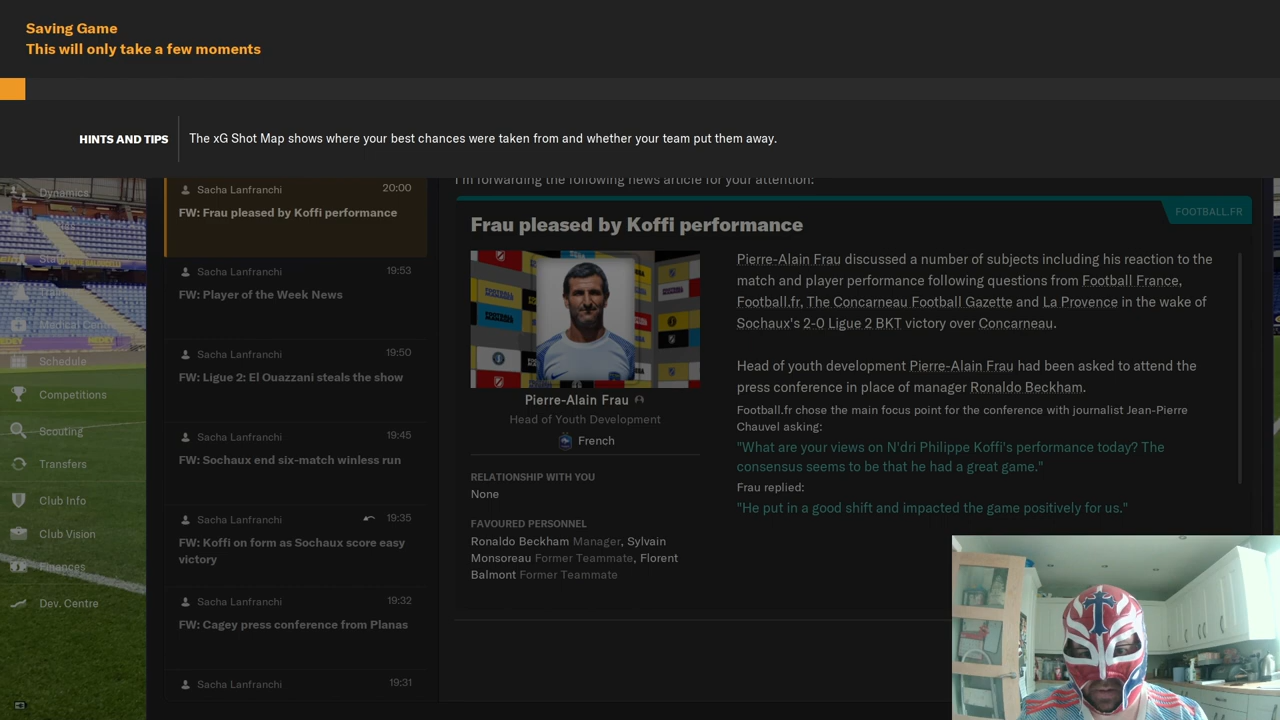 Saving Game
This will only take a few moments
HINTS AND TIPS
The xG Shot Map shows where your best chances were taken from and whether your team put them away.
Dynamics
Medical Cent
Schedule
Competitions
Scouting
Transfers
Club Info
Club Vision
Finances
Dev. Centre
Sacha Lanfranchi 20:00
FW: Frau pleased by Koffi performance
Sacha Lanfranchi 19:53
FW: Player of the Week News
Sacha Lanfranchi 19:50
FW: Ligue 2: El Ouazzani steals the show
Sacha Lanfranchi 19:45
FW: Sochaux end six-match winless run
Sacha Lanfranchi 19:35
FW: Koffi on form as Sochaux score easy
victory
Sacha Lanfranchi 19:32
FW: Cagey press conference from Planas
Sacha Lanfranchi 19:31
I'm forwarding the following news article for your attention:
FOOTBALL.FR
Frau pleased by Koffi performance
Pierre-Alain Frau
Head of Youth Development
French
RELATIONSHIP WITH YOU
None
FAVOURED PERSONNEL
Ronaldo Beckham Manager, Sylvain
Monsoreau Former Teammate, Florent
Balmont Former Teammate
Pierre-Alain Frau discussed a number of subjects including his reaction to the
match and player performance following questions from Football France,
Football.fr, The Concarneau Football Gazette and La Provence in the wake of
Sochaux's 2-0 Ligue 2 BKT victory over Concarneau.
Head of youth development Pierre-Alain Frau had been asked to attend the
press conference in place of manager Ronaldo Beckham.
Football.fr chose the main focus point for the conference with journalist Jean-Pierre
Chauvel asking:
"What are your views on N'dri Philippe Koffi's performance today? The
consensus seems to be that he had a great game."
Frau replied:
"He put in a good shift and impacted the game positively for us."